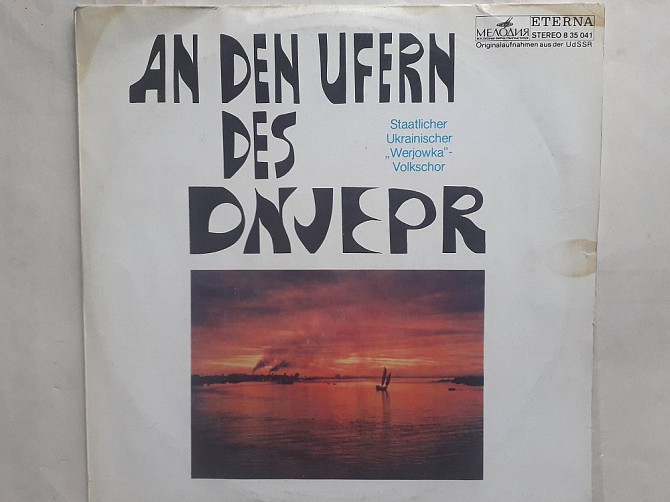 AN DEN UFERN
DES
DNJEPR
Staatlicher
Ukrainischer
„Werjowka”-
Volkschor
МЕЛОДИЯ
ETERNA
STEREO 8 35 041
Originalaufnahmen aus der UdSSR